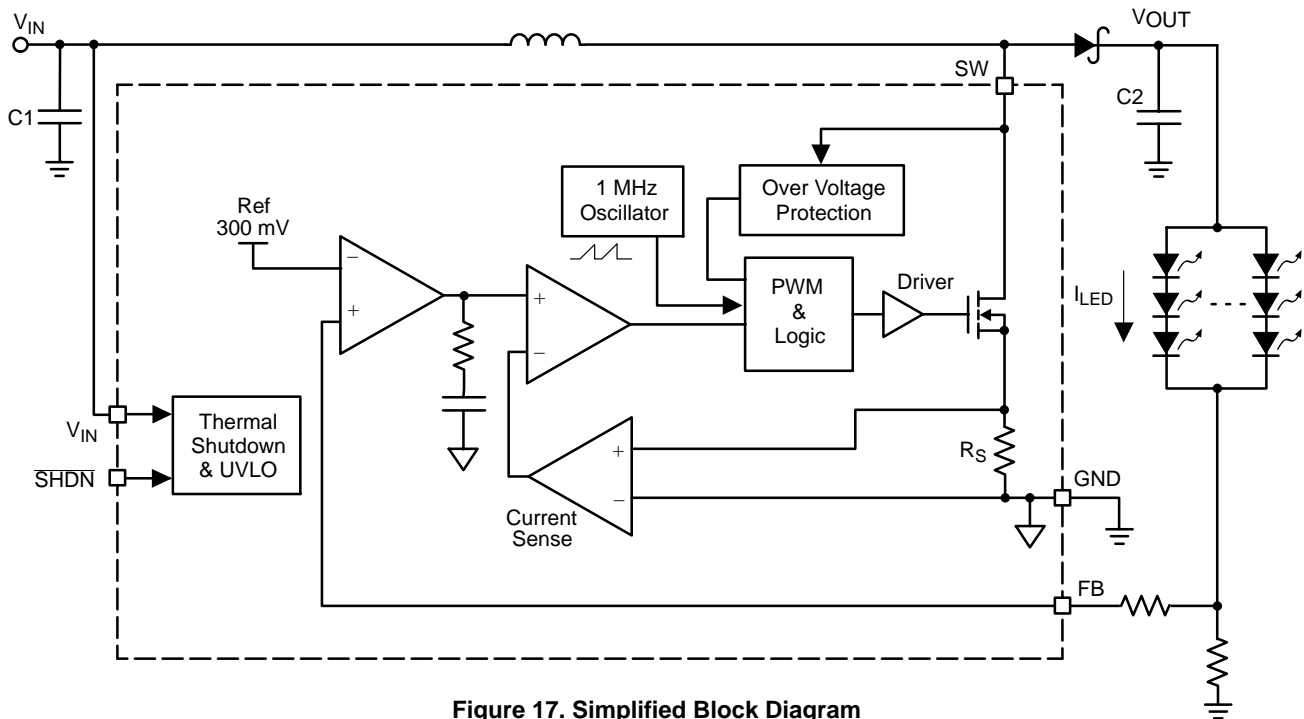 VIN
VOUT
SW
C1
C2
1 MHz
Oscillator
Over Voltage
Protection
Ref
300 mV
−
+
+
−
PWM
&
Logic
Driver
ILED
VIN
SHDN
Thermal
Shutdown
& UVLO
+
−
RS
GND
Current
Sense
FB
Figure 17. Simplified Block Diagram